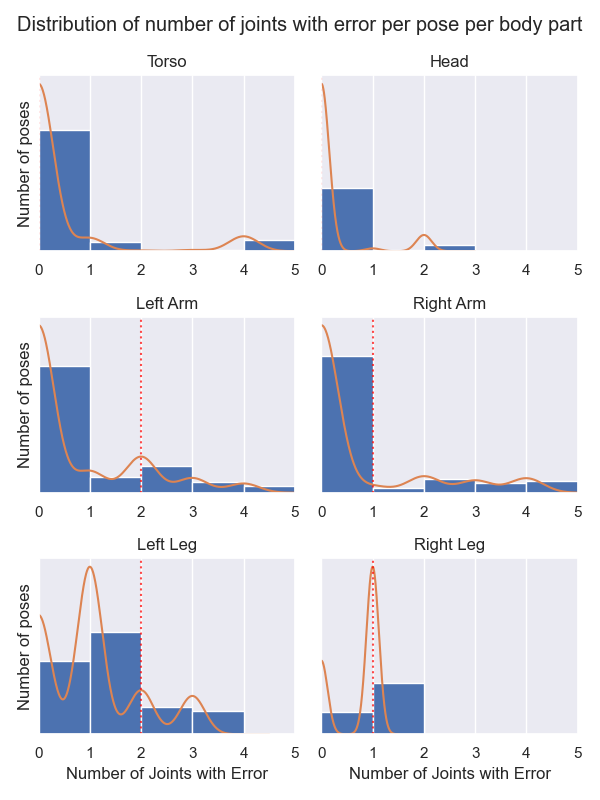 Distribution of number of joints with error per pose per body part
Torso
Head
Number of poses
0 1 2 3 4 5
0 1 2 3 4 5
Left Arm
Right Arm
Number of poses
0 1 2 3 4 5
0 1 2 3 4 5
Left Leg
Right Leg
Number of poses
0 1 2 3 4 5
0 1 2 3 4 5
Number of Joints with Error
Number of Joints with Error